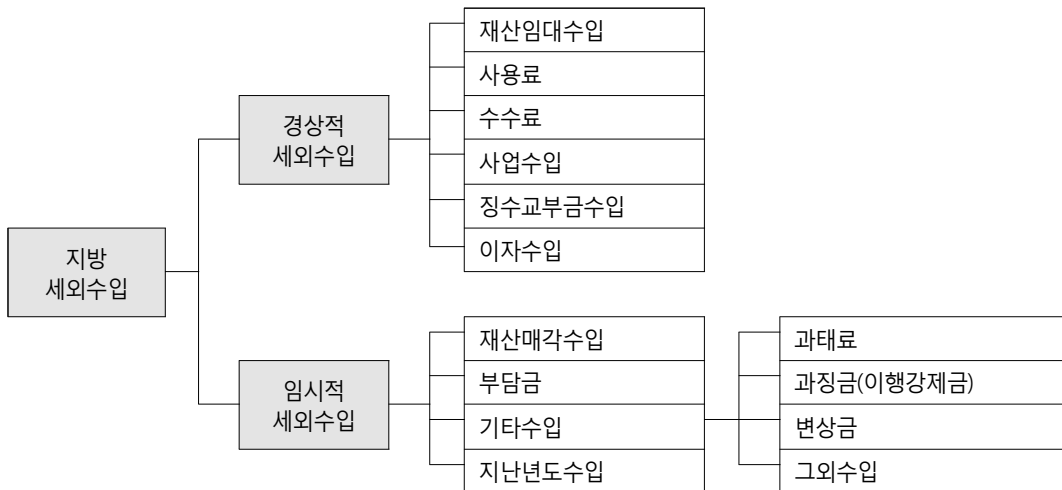 지방
세외수입
경상적
세외수입
재산임대수입
사용료
수수료
사업수입
징수교부금수입
이자수입
임시적
세외수입
재산매각수입
부담금
기타수입
지난년도수입
과태료
과징금(이행강제금)
변상금
그외수입